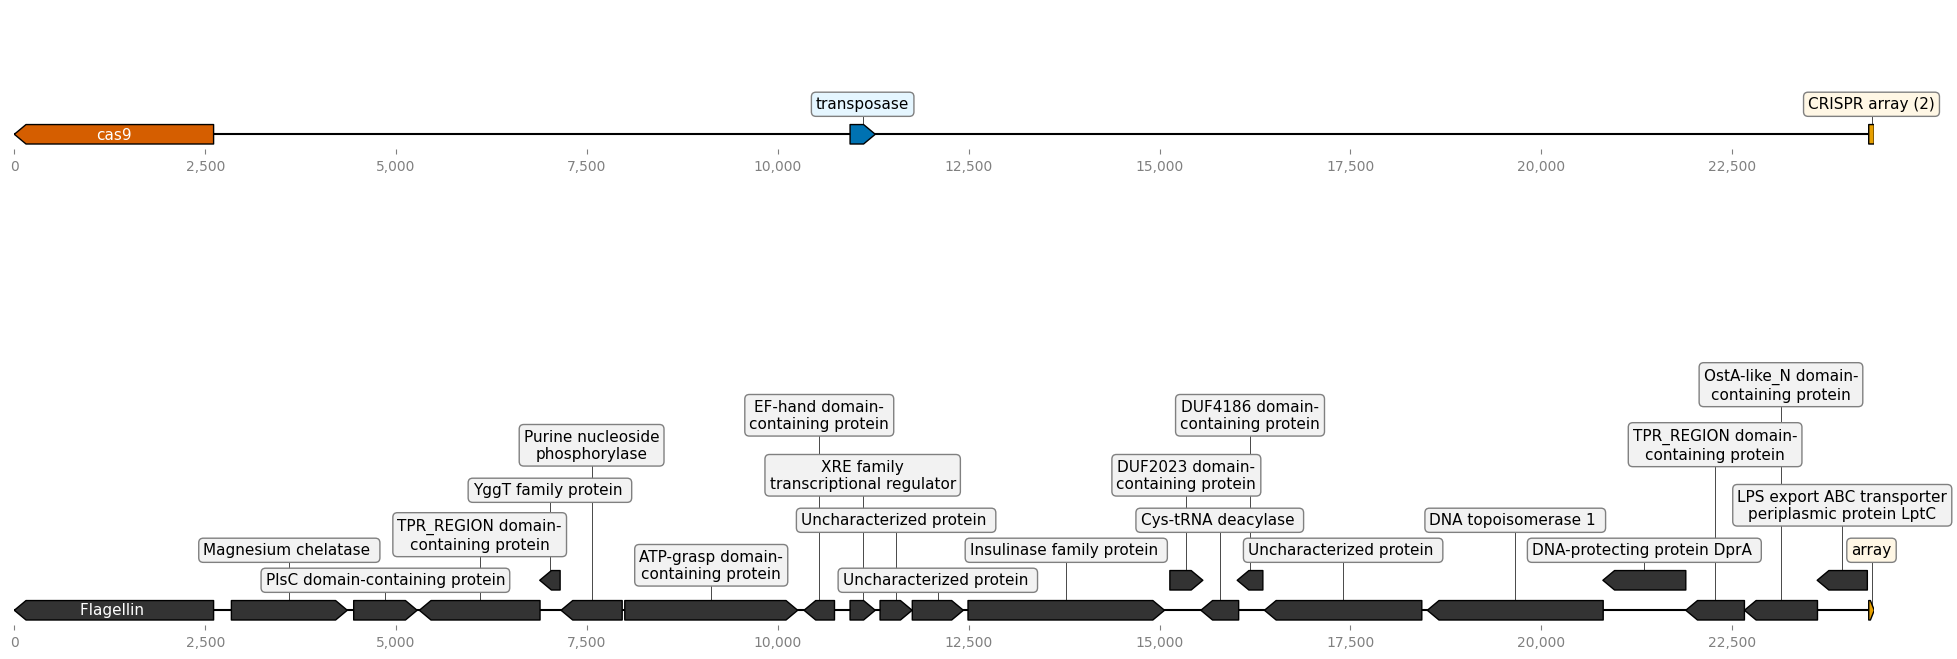 transposase
CRISPR array (2)
cas9
0
2,500
5,000
7,500
10,000
12,500
15,000
17,500
20,000
22,500
OstA-like_N domain-
containing protein
EF-hand domain-
containing protein
DUF4186 domain-
containing protein
Purine nucleoside
phosphorylase
TPR_REGION domain-
containing protein
XRE family
transcriptional regulator
DUF2023 domain-
containing protein
YggT family protein
LPS export ABC transporter
periplasmic protein LptC
TPR_REGION domain-
containing protein
Uncharacterized protein
Cys-tRNA deacylase
DNA topoisomerase 1
Magnesium chelatase
ATP-grasp domain-
containing protein
Insulinase family protein
Uncharacterized protein
DNA-protecting protein DprA
array
PlsC domain-containing protein
Uncharacterized protein
Flagellin
0
2,500
5,000
7,500
10,000
12,500
15,000
17,500
20,000
22,500